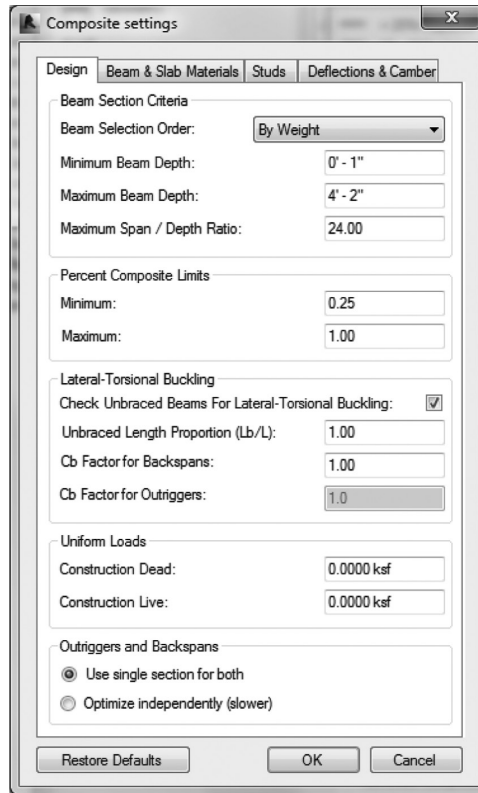 Composite settings
Design Beam & Slab Materials Studs Deflections & Camber
Beam Section Criteria
Beam Selection Order: By Weight
Minimum Beam Depth: 0' - 1"
Maximum Beam Depth: 4' - 2"
Maximum Span / Depth Ratio: 24.00
Percent Composite Limits
Minimum: 0.25
Maximum: 1.00
Lateral-Torsional Buckling
Check Unbraced Beams For Lateral-Torsional Buckling:
Unbraced Length Proportion (Lb/L): 1.00
Cb Factor for Backspans: 1.00
Cb Factor for Outriggers: 1.0
Uniform Loads
Construction Dead: 0.0000 ksf
Construction Live: 0.0000 ksf
Outriggers and Backspans
Use single section for both
Optimize independently (slower)
Restore Defaults OK Cancel